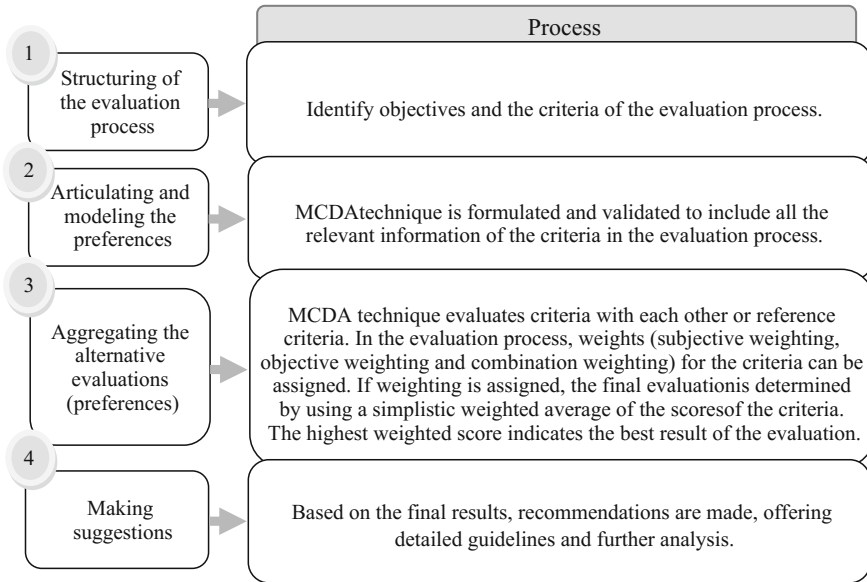 Process
1
Structuring of
the evaluation
process
Identify objectives and the criteria of the evaluation process.
2
Articulating and
modeling the
preferences
MCDAtechnique is formulated and validated to include all the
relevant information of the criteria in the evaluation process.
3
Aggregating the
alternative
evaluations
(preferences)
MCDA technique evaluates criteria with each other or reference
criteria. In the evaluation process, weights (subjective weighting,
objective weighting and combination weighting) for the criteria can be
assigned. If weighting is assigned, the final evaluationis determined
by using a simplistic weighted average of the scoresof the criteria.
The highest weighted score indicates the best result of the evaluation.
4
Making
suggestions
Based on the final results, recommendations are made, offering
detailed guidelines and further analysis.